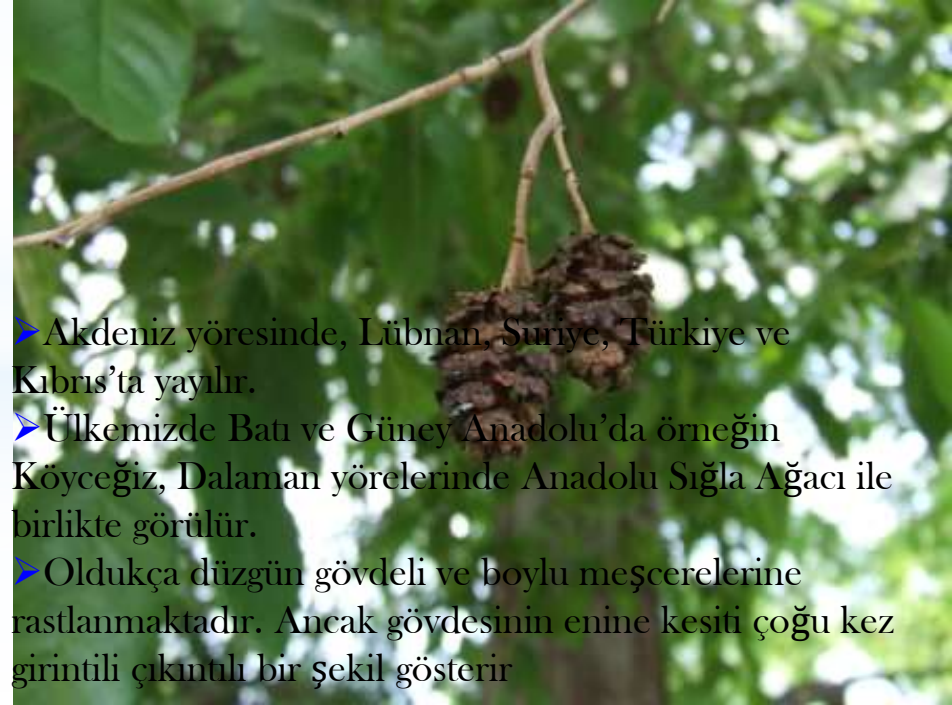 ➢Akdeniz yöresinde, Lübnan, Suriye, Türkiye ve
Kıbrıs’ta yayılır.
➢Ülkemizde Batı ve Güney Anadolu’da örneğin
Köyceğiz, Dalaman yörelerinde Anadolu Sığla Ağacı ile
birlikte görülür.
➢Oldukça düzgün gövdeli ve boylu meşcerelerine
rastlanmaktadır. Ancak gövdesinin enine kesiti çoğu kez
girintili çıkıntılı bir şekil gösterir